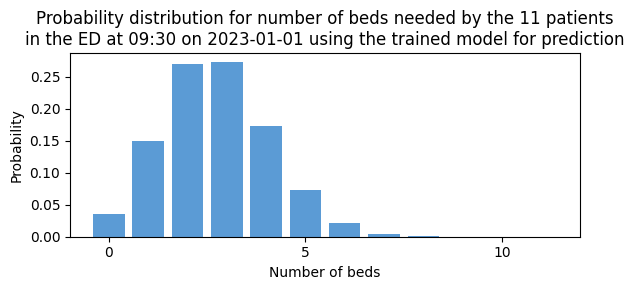 Probability distribution for number of beds needed by the 11 patients
in the ED at 09:30 on 2023-01-01 using the trained model for prediction
0.25
0.20
0.15
0.10
0.05
0.00
Probability
0 5 10
Number of beds